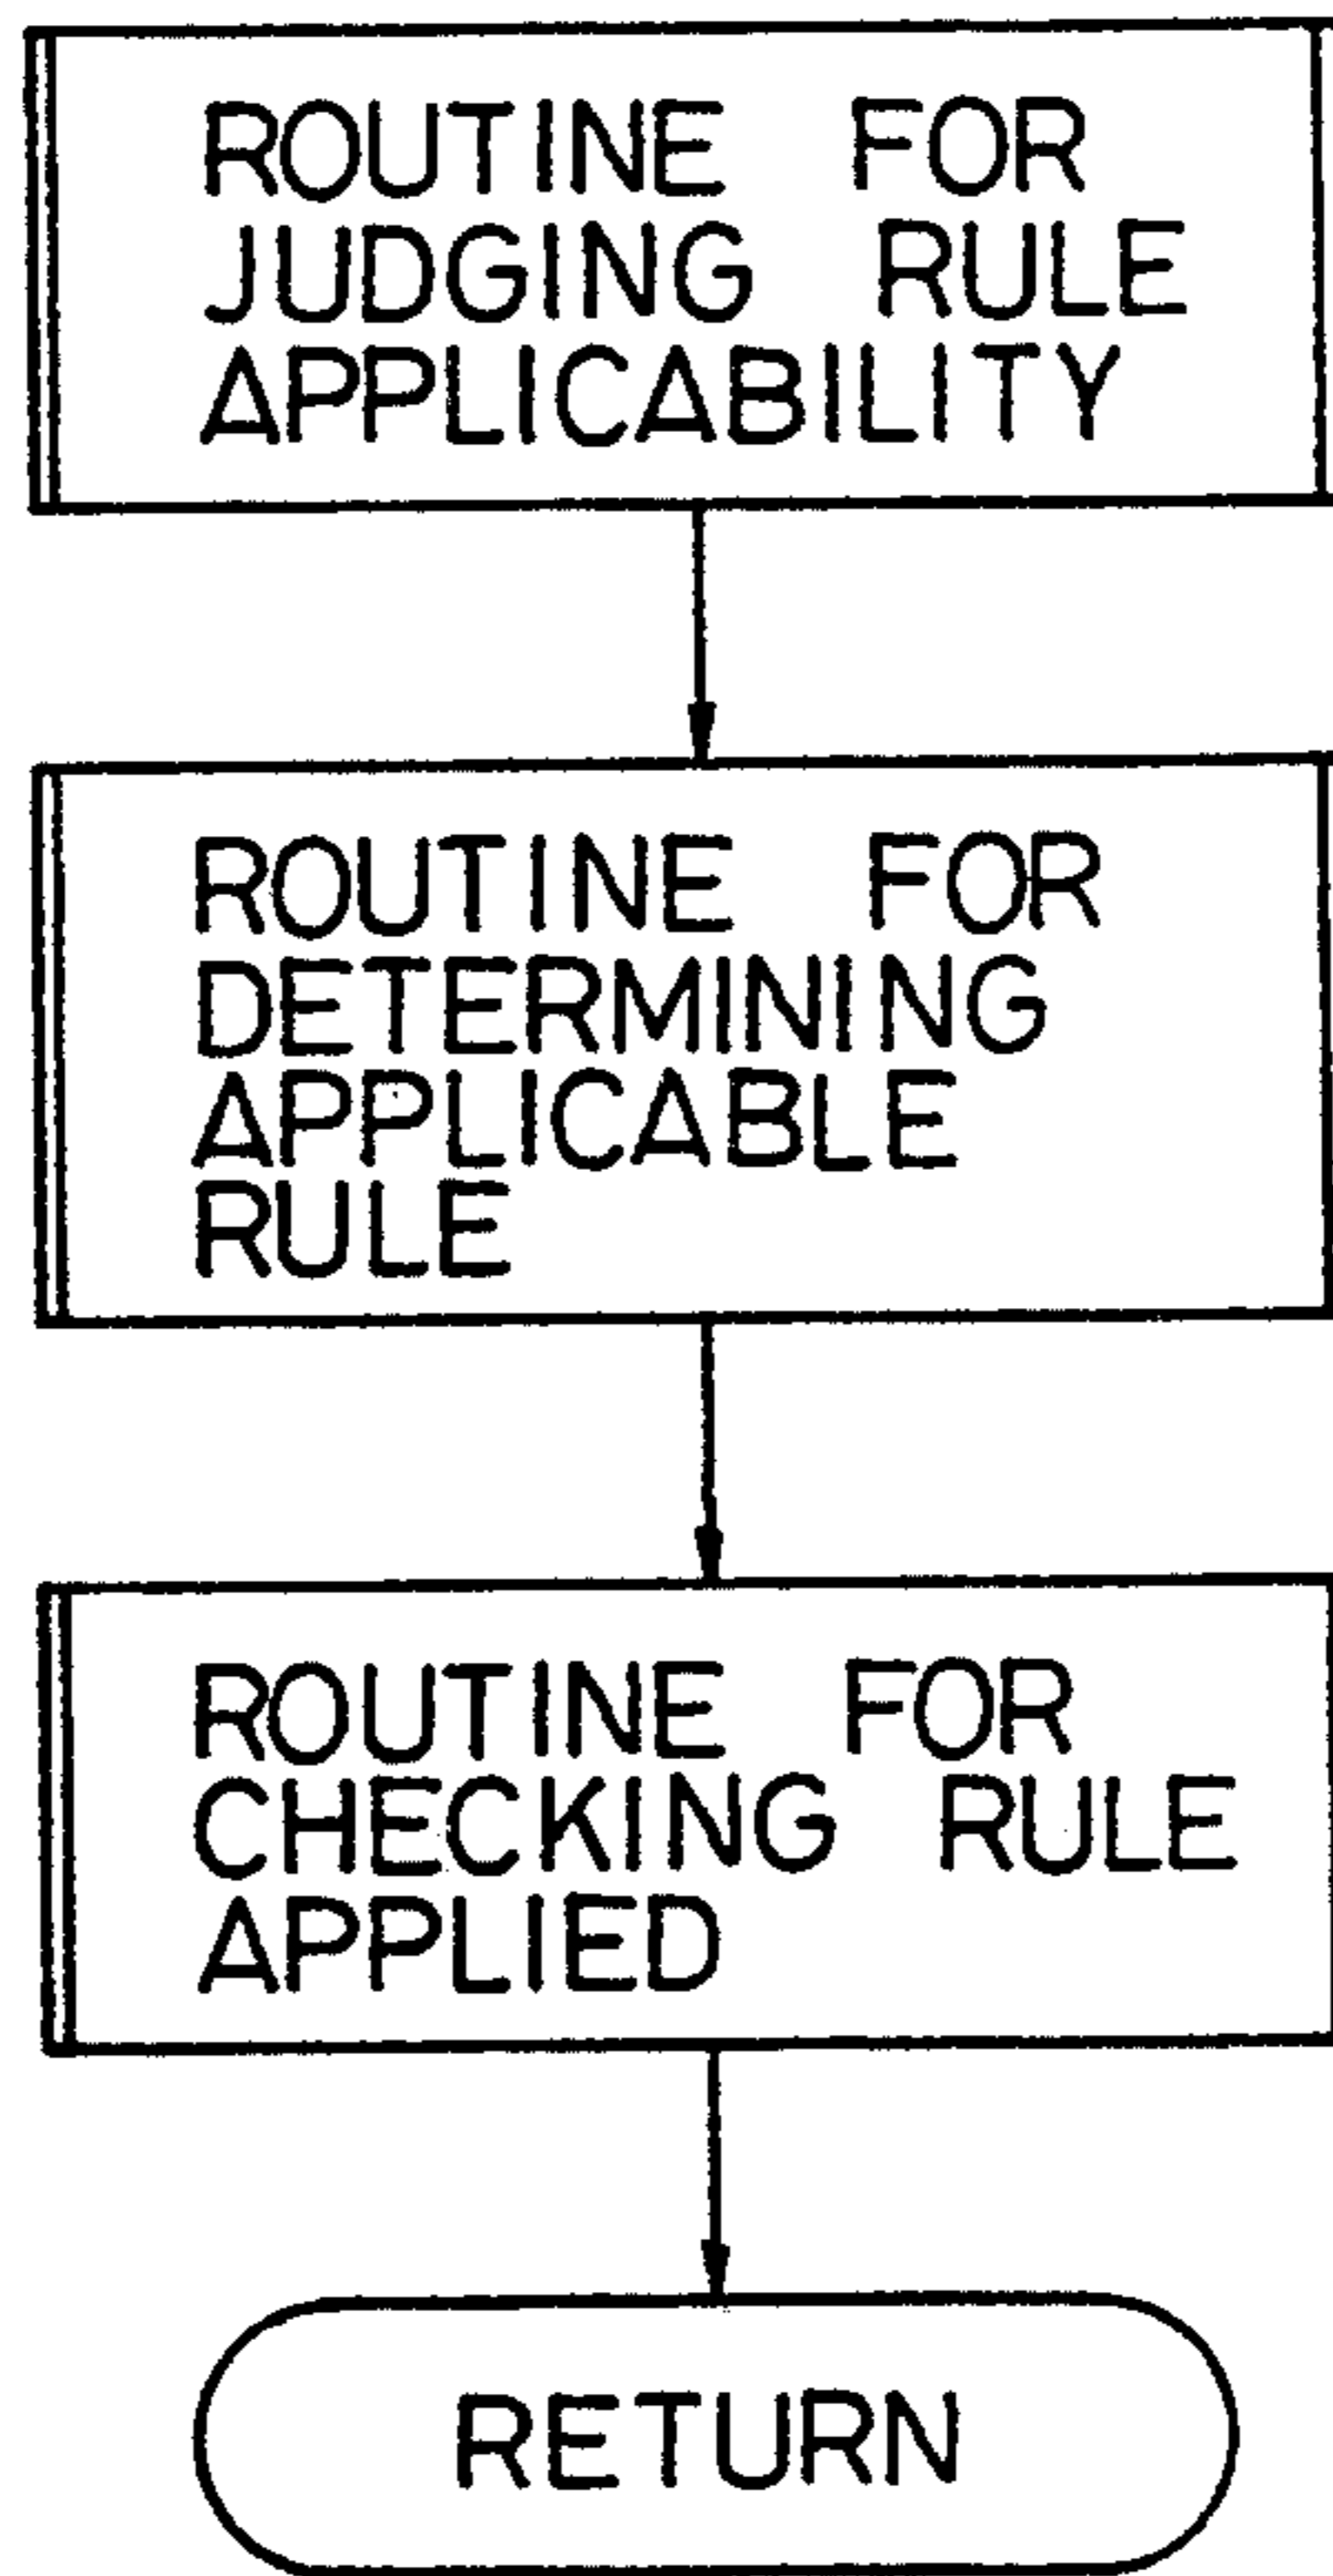 ROUTINE FOR
JUDGING RULE
APPLICABILITY
ROUTINE FOR
DETERMINING
APPLICABLE
RULE
ROUTINE FOR
CHECKING RULE
APPLIED
RETURN